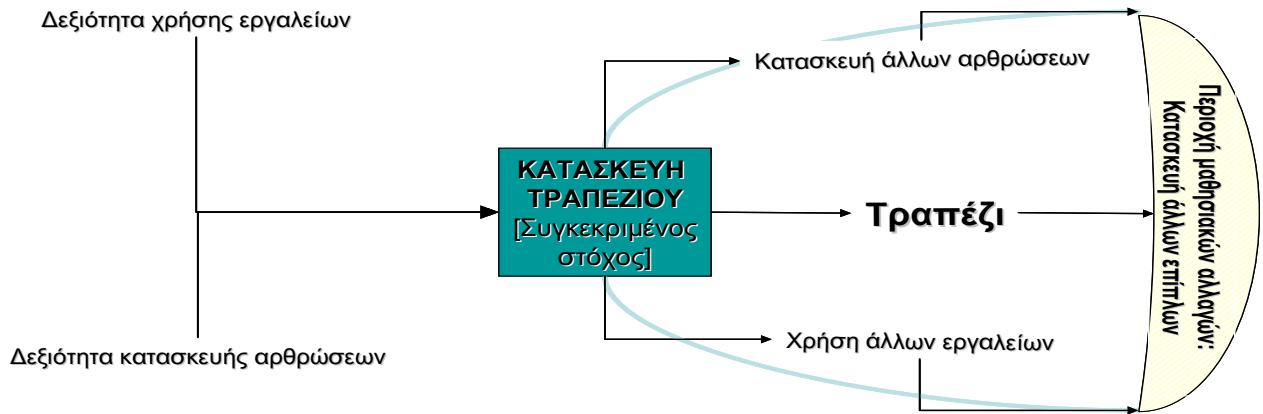 Δεξιότητα χρήσης εργαλείων
Δεξιότητα κατασκευής αρθρώσεων
ΚΑΤΑΣΚΕΥΗ
ΤΡΑΠΕΖΙΟΥ
[Συγκεκριμένος
στόχος]
Κατασκευή άλλων αρθρώσεων
Τραπέζι
Χρήση άλλων εργαλείων
Περιοχή μαθησιακών αλλαγών:
Κατασκευή άλλων επίπλων